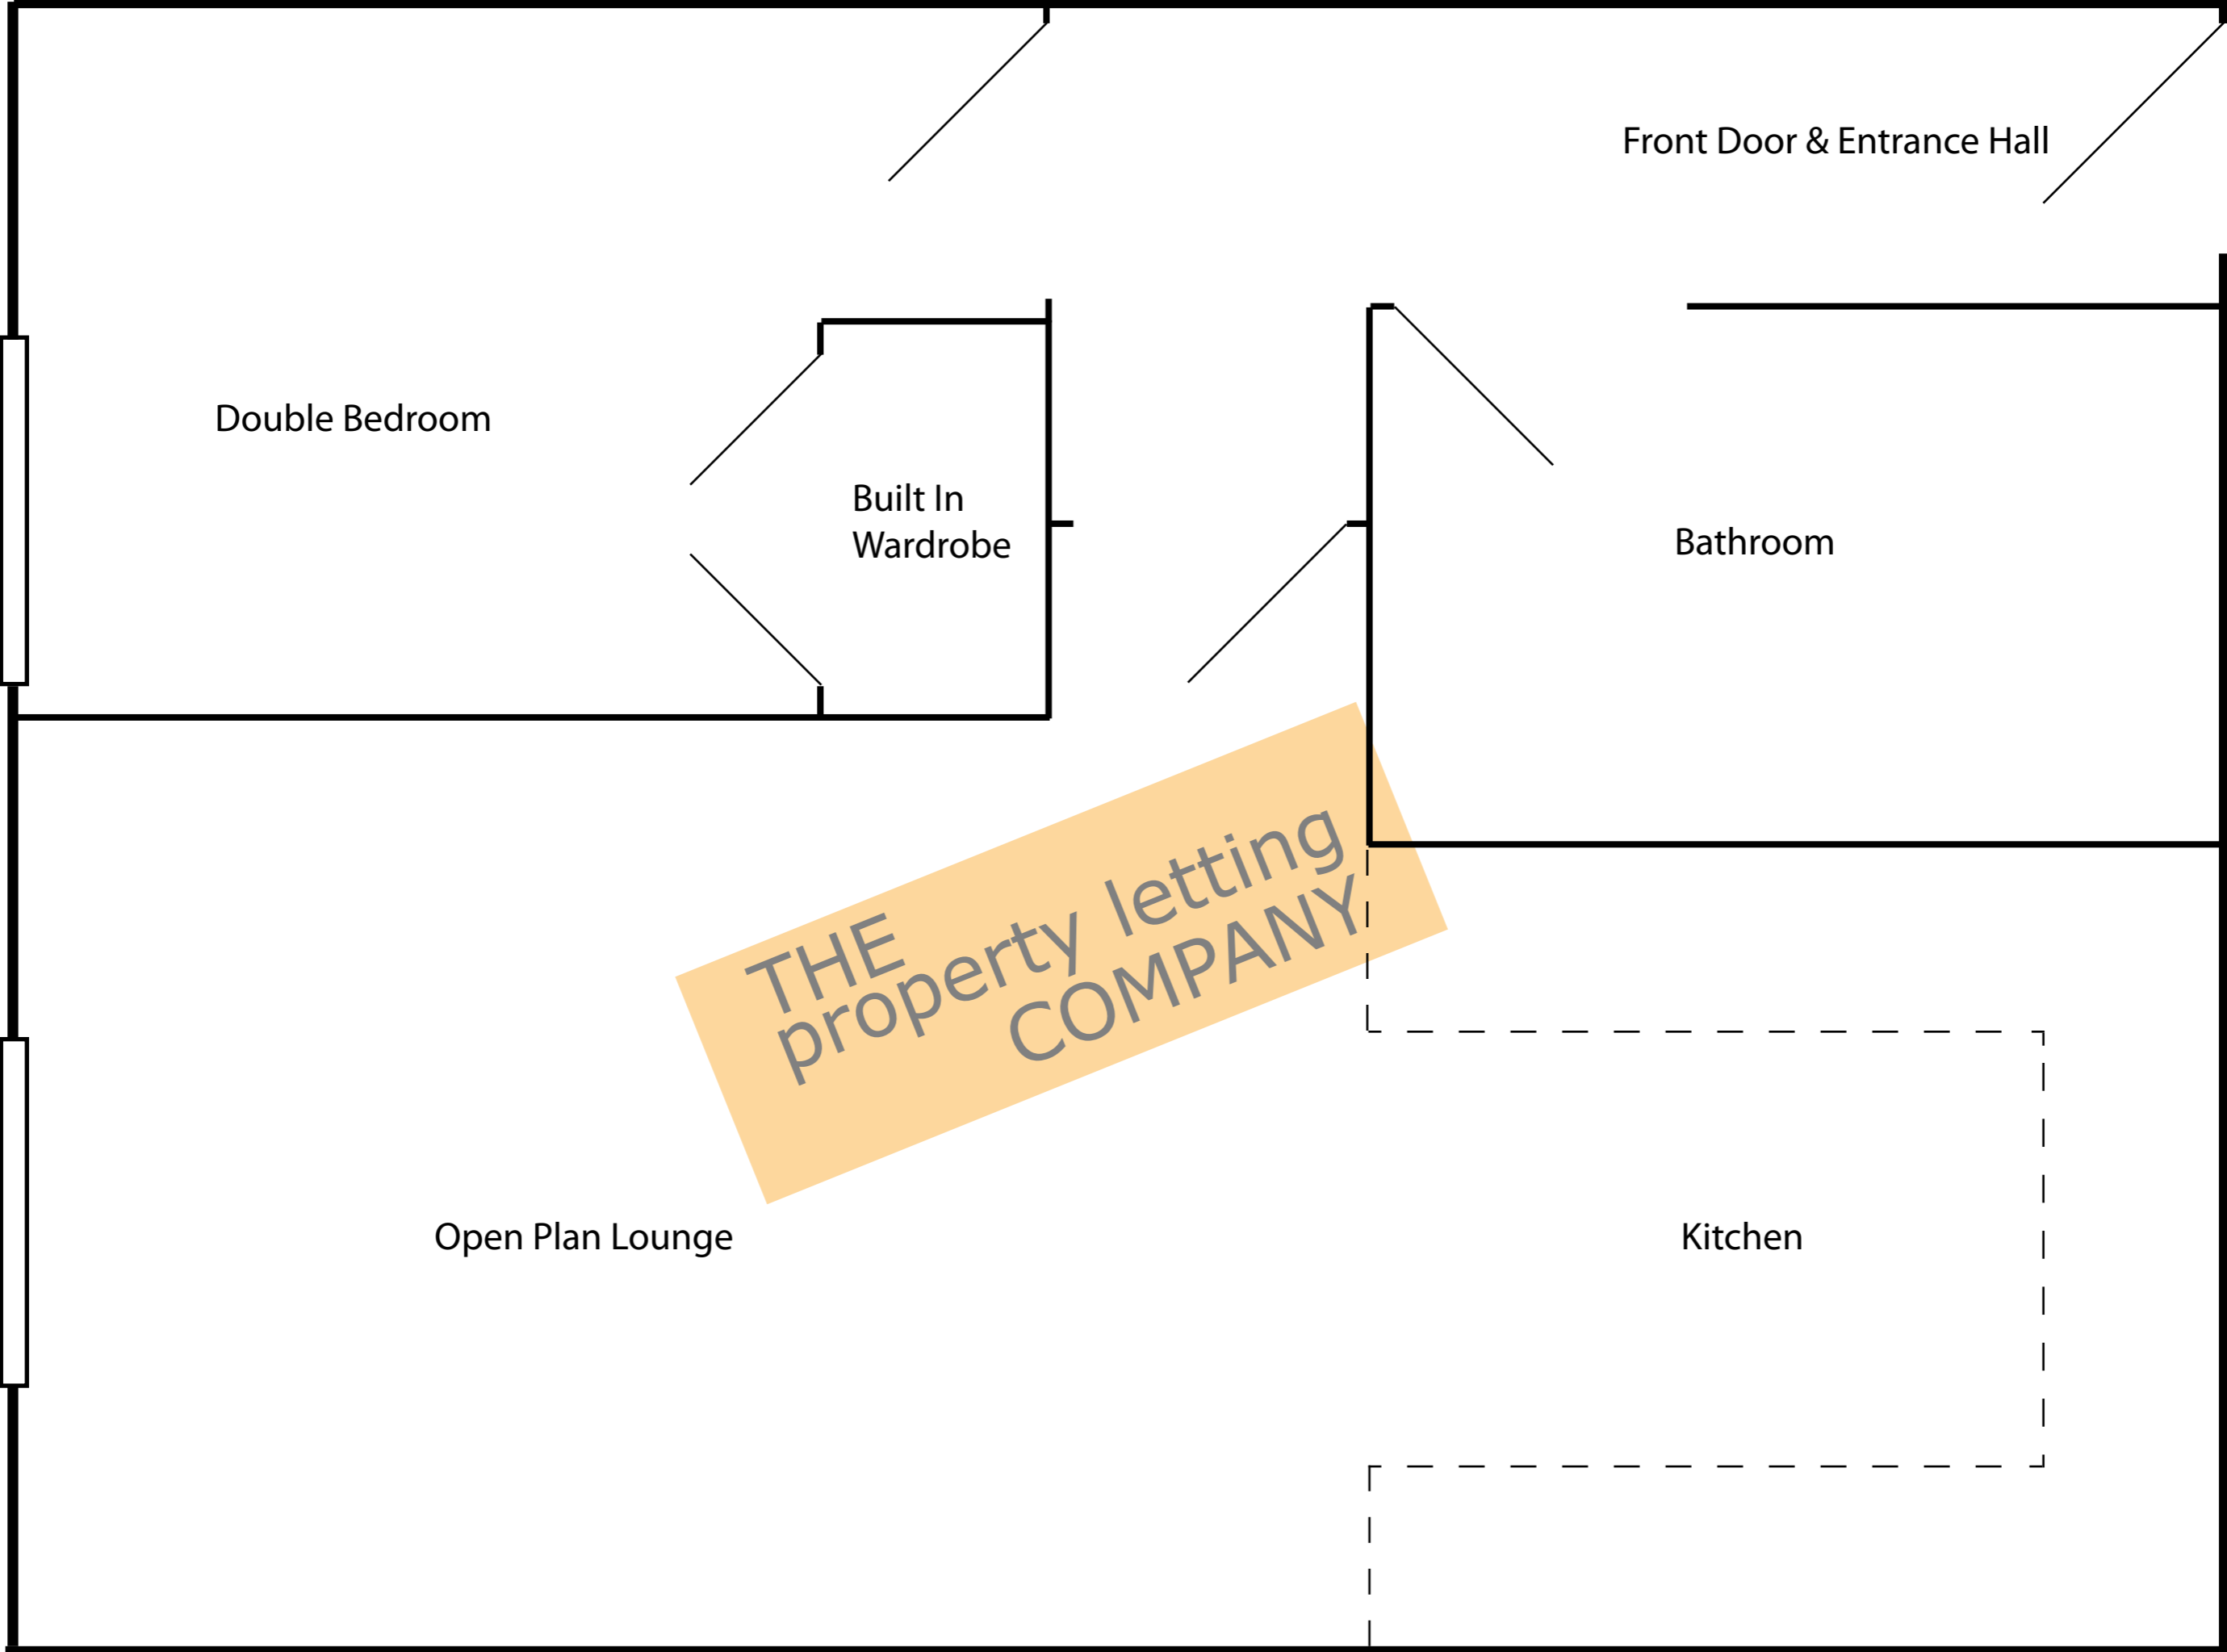 Front Door & Entrance Hall
Double Bedroom
Built In
Wardrobe
Bathroom
THE
property letting
COMPANY
Open Plan Lounge
Kitchen